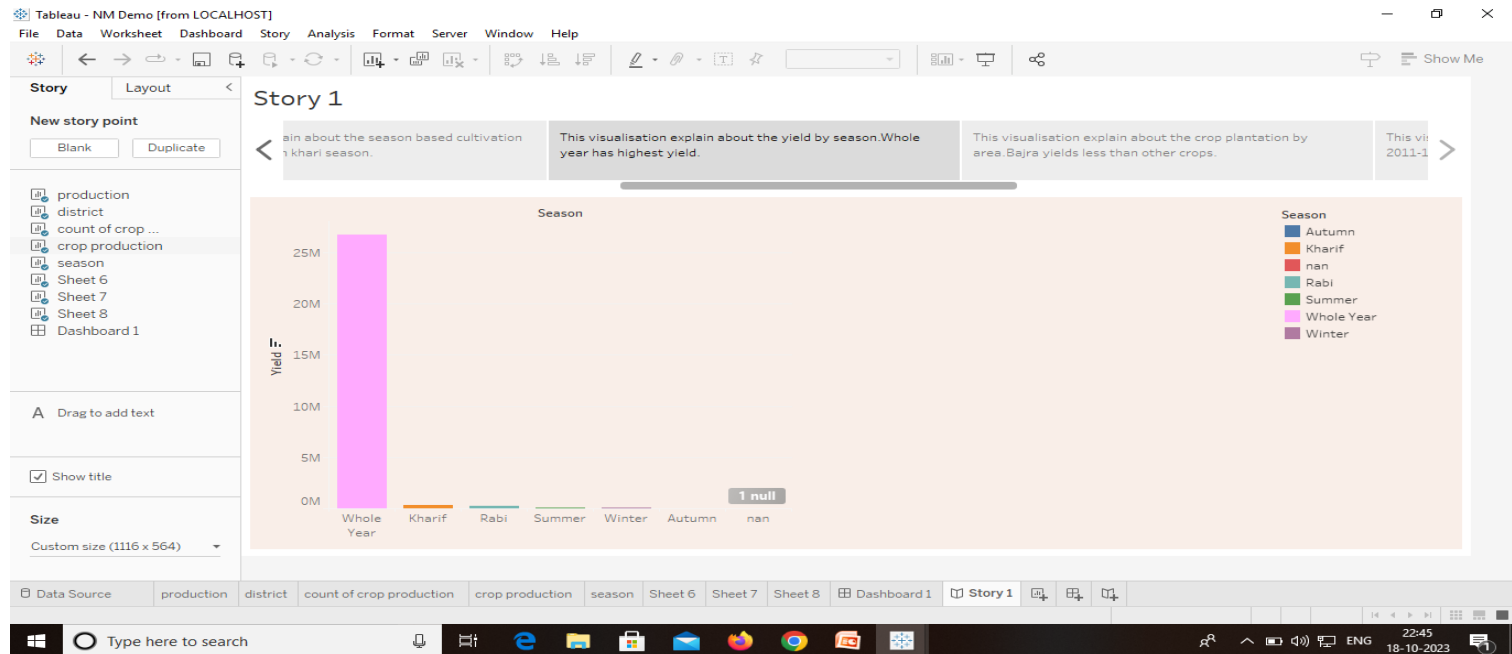 Tableau - NM Demo [from LOCALHOST]
File Data Worksheet Dashboard Story Analysis Format Server Window Help
Show Me
Story Layout
New story point
Blank Duplicate
production
district
count of crop ...
crop production
season
Sheet 6
Sheet 7
Sheet 8
Dashboard 1
A Drag to add text
Show title
Size
Custom size (1116 x 564)
Story 1
ain about the season based cultivation
n khari season.
This visualisation explain about the yield by season.Whole
year has highest yield.
This visualisation explain about the crop plantation by
area.Bajra yields less than other crops.
This vis
2011-1
Season
25M
20M
15M
10M
5M
0M
Yield
1 null
Whole Year
Kharif
Rabi
Summer
Winter
Autumn
nan
Season
Autumn
Kharif
nan
Rabi
Summer
Whole Year
Winter
Data Source production district count of crop production crop production season Sheet 6 Sheet 7 Sheet 8 Dashboard 1 Story 1
Type here to search
ENG
22:45
18-10-2023
1